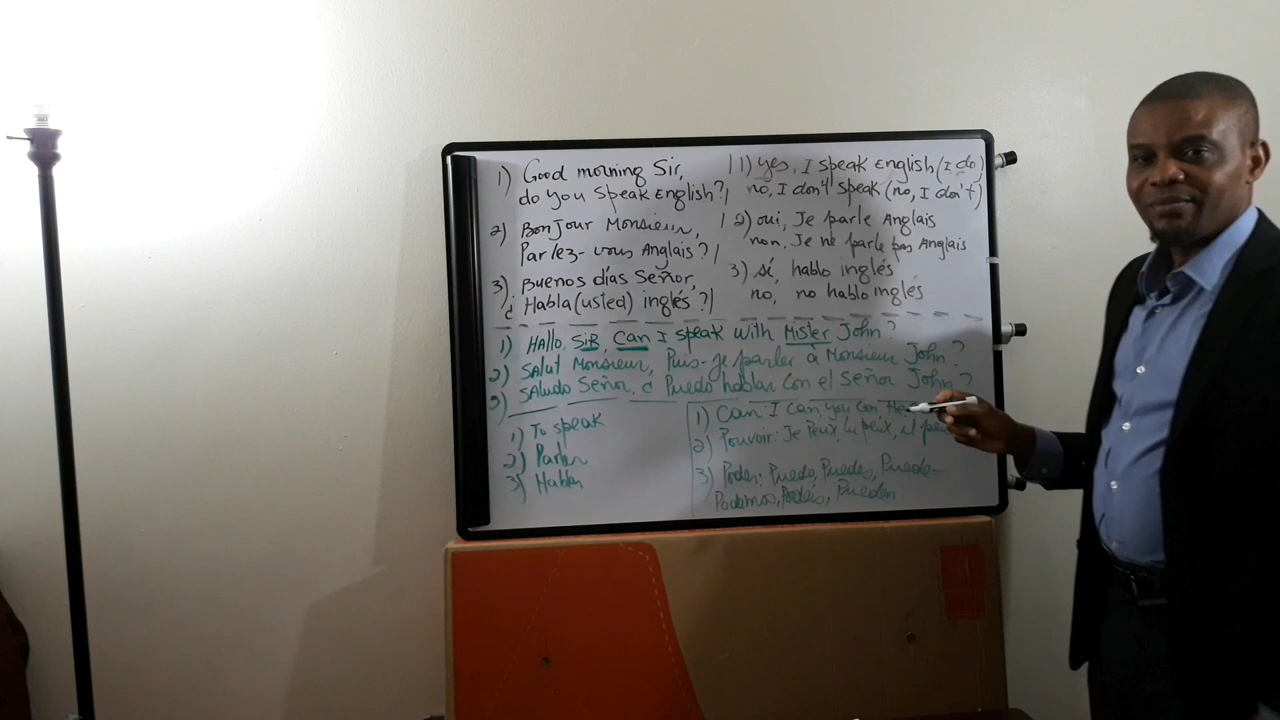 1) Good morning Sir,
do you speak English?/
2) Bonjour Monsieur,
Parlez-vous Anglais?/
3) Buenos días Señor,
¿ Habla (usted) inglés ?/
1) yes, I speak English (I do)
no, I don't speak (no, I don't)
2) oui, Je parle Anglais
non, Je ne parle pas Anglais
3) sí, hablo inglés
no, no hablo inglés
1) HAllo, SiR, Can I speak with Mister John?
2) SAlut Monsieur, Puis-je parler à Monsieur John?
3) SAludo Señor, ¿ Puedo hablar con el Señor John?
1) To speak
2) Parler
3) Hablar
1) Can: I can, you can,
2) Pouvoir: Je Peux, tu peux, il
3) Poder: Puedo, Puedes, Puede-
Podemos, Podéis, Pueden